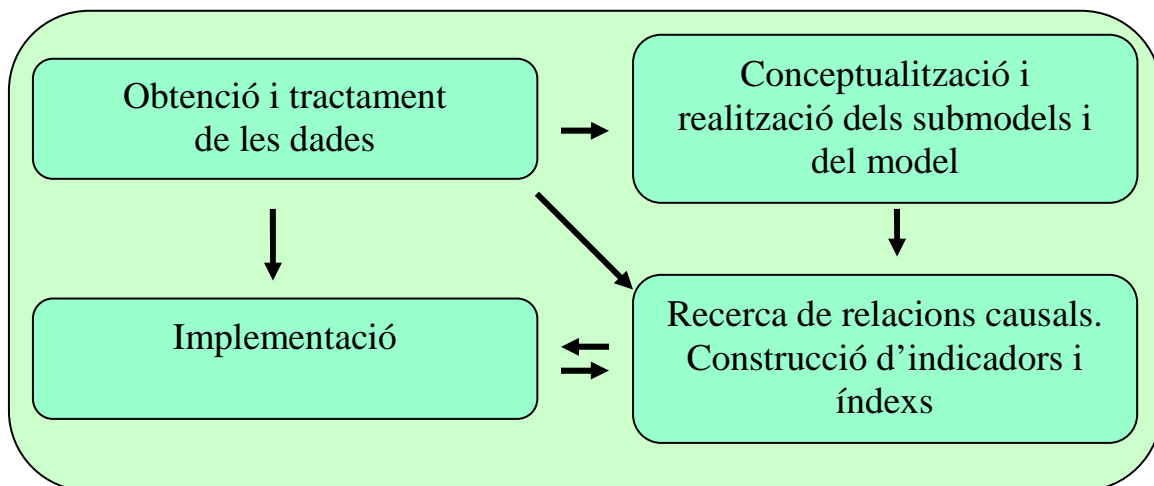 Obtenció i tractament
de les dades
Conceptualització i
realització dels submodels i
del model
Implementació
Recerca de relacions causals.
Construcció d’indicadors i
índexs